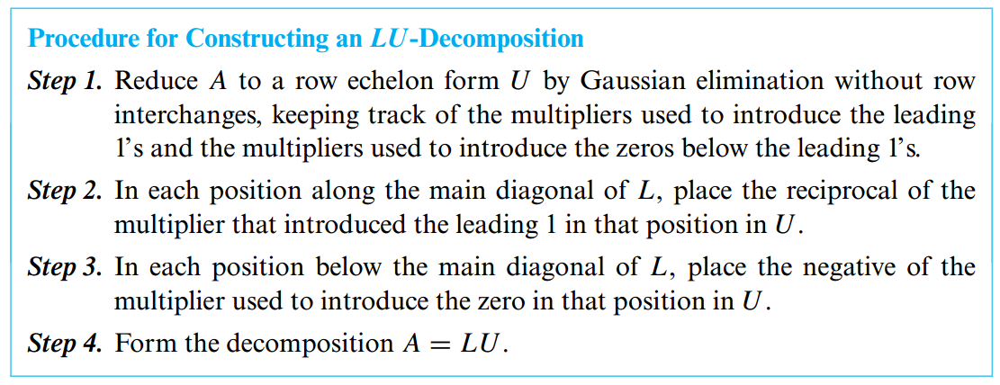 Procedure for Constructing an LU-Decomposition
Step 1. Reduce A to a row echelon form U by Gaussian elimination without row
interchanges, keeping track of the multipliers used to introduce the leading
1’s and the multipliers used to introduce the zeros below the leading 1’s.
Step 2. In each position along the main diagonal of L, place the reciprocal of the
multiplier that introduced the leading 1 in that position in U.
Step 3. In each position below the main diagonal of L, place the negative of the
multiplier used to introduce the zero in that position in U.
Step 4. Form the decomposition A = LU.